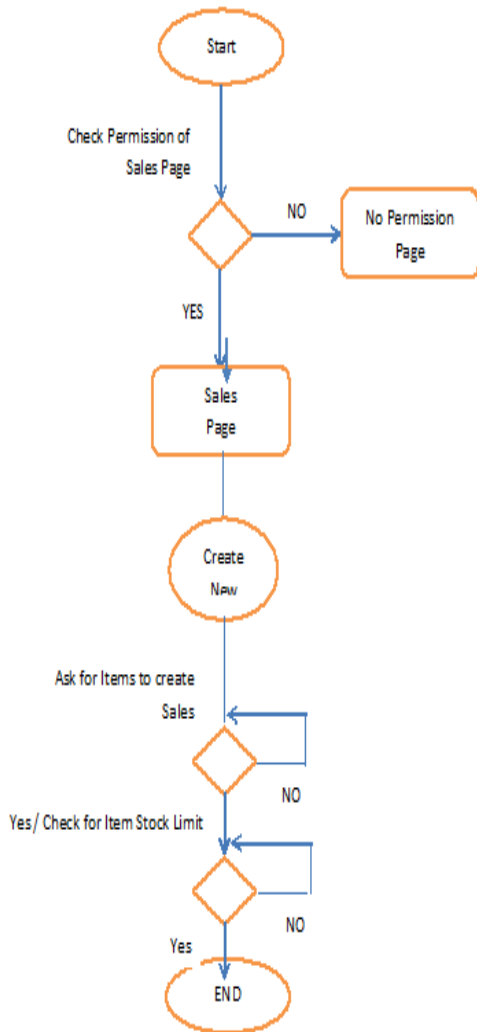 Start
Check Permission of
Sales Page
NO
No Permission
Page
YES
Sales
Page
Create
New
Ask for Items to create
Sales
NO
Yes / Check for Item Stock Limit
NO
Yes
END